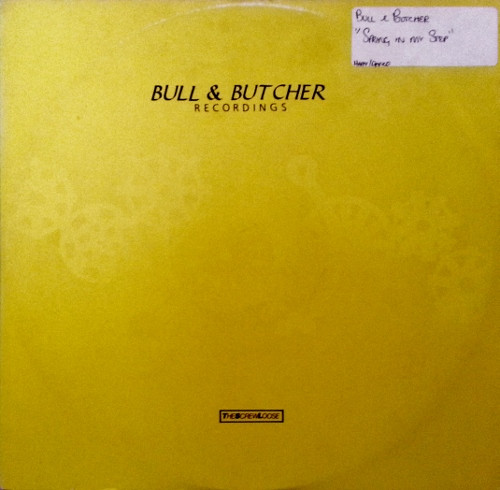 BULL & BUTCHER
RECORDINGS
BULL & BUTCHER
"SPRING IN MY STEP"
THESCREWLOOSE